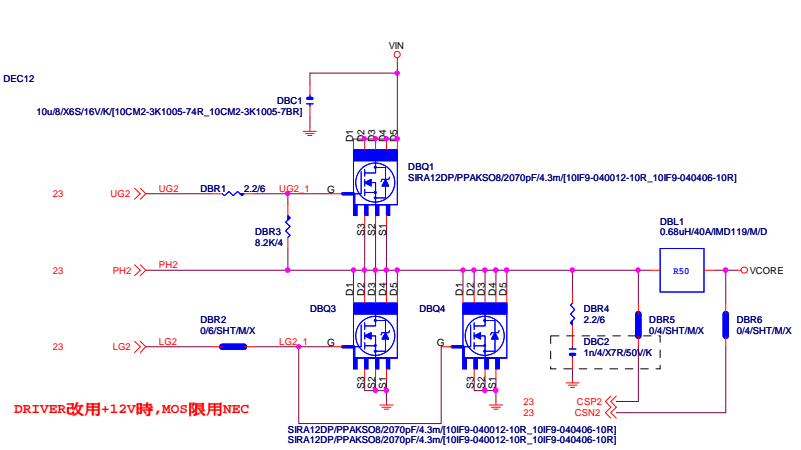 VIN
DEC12
DBC1
10u/8/X6S/16V/K/[10CM2-3K1005-74R_10CM2-3K1005-7BR]
D1 D2 D3 D4 D5
DBQ1
SIRA12DP/PPAKSO8/2070pF/4.3m/[10IF9-040012-10R_10IF9-040406-10R]
23 UG2 UG2 DBR1 2.2/6 UG2_1 G
S3 S2 S1
DBR3
8.2K/4
DBL1
0.68uH/40A/IMD119/M/D
23 PH2 PH2
R50
VCORE
D1 D2 D3 D4 D5
D1 D2 D3 D4 D5
DBR2
0/6/SHT/M/X
DBQ3
DBQ4
DBR4
2.2/6
DBR5
0/4/SHT/M/X
DBR6
0/4/SHT/M/X
23 LG2 LG2 LG2_1 G
G
DBC2
1n/4/X7R/50V/K
S3 S2 S1
S3 S2 S1
23 CSP2
23 CSN2
DRIVER改用+12V時,MOS限用NEC
SIRA12DP/PPAKSO8/2070pF/4.3m/[10IF9-040012-10R_10IF9-040406-10R]
SIRA12DP/PPAKSO8/2070pF/4.3m/[10IF9-040012-10R_10IF9-040406-10R]